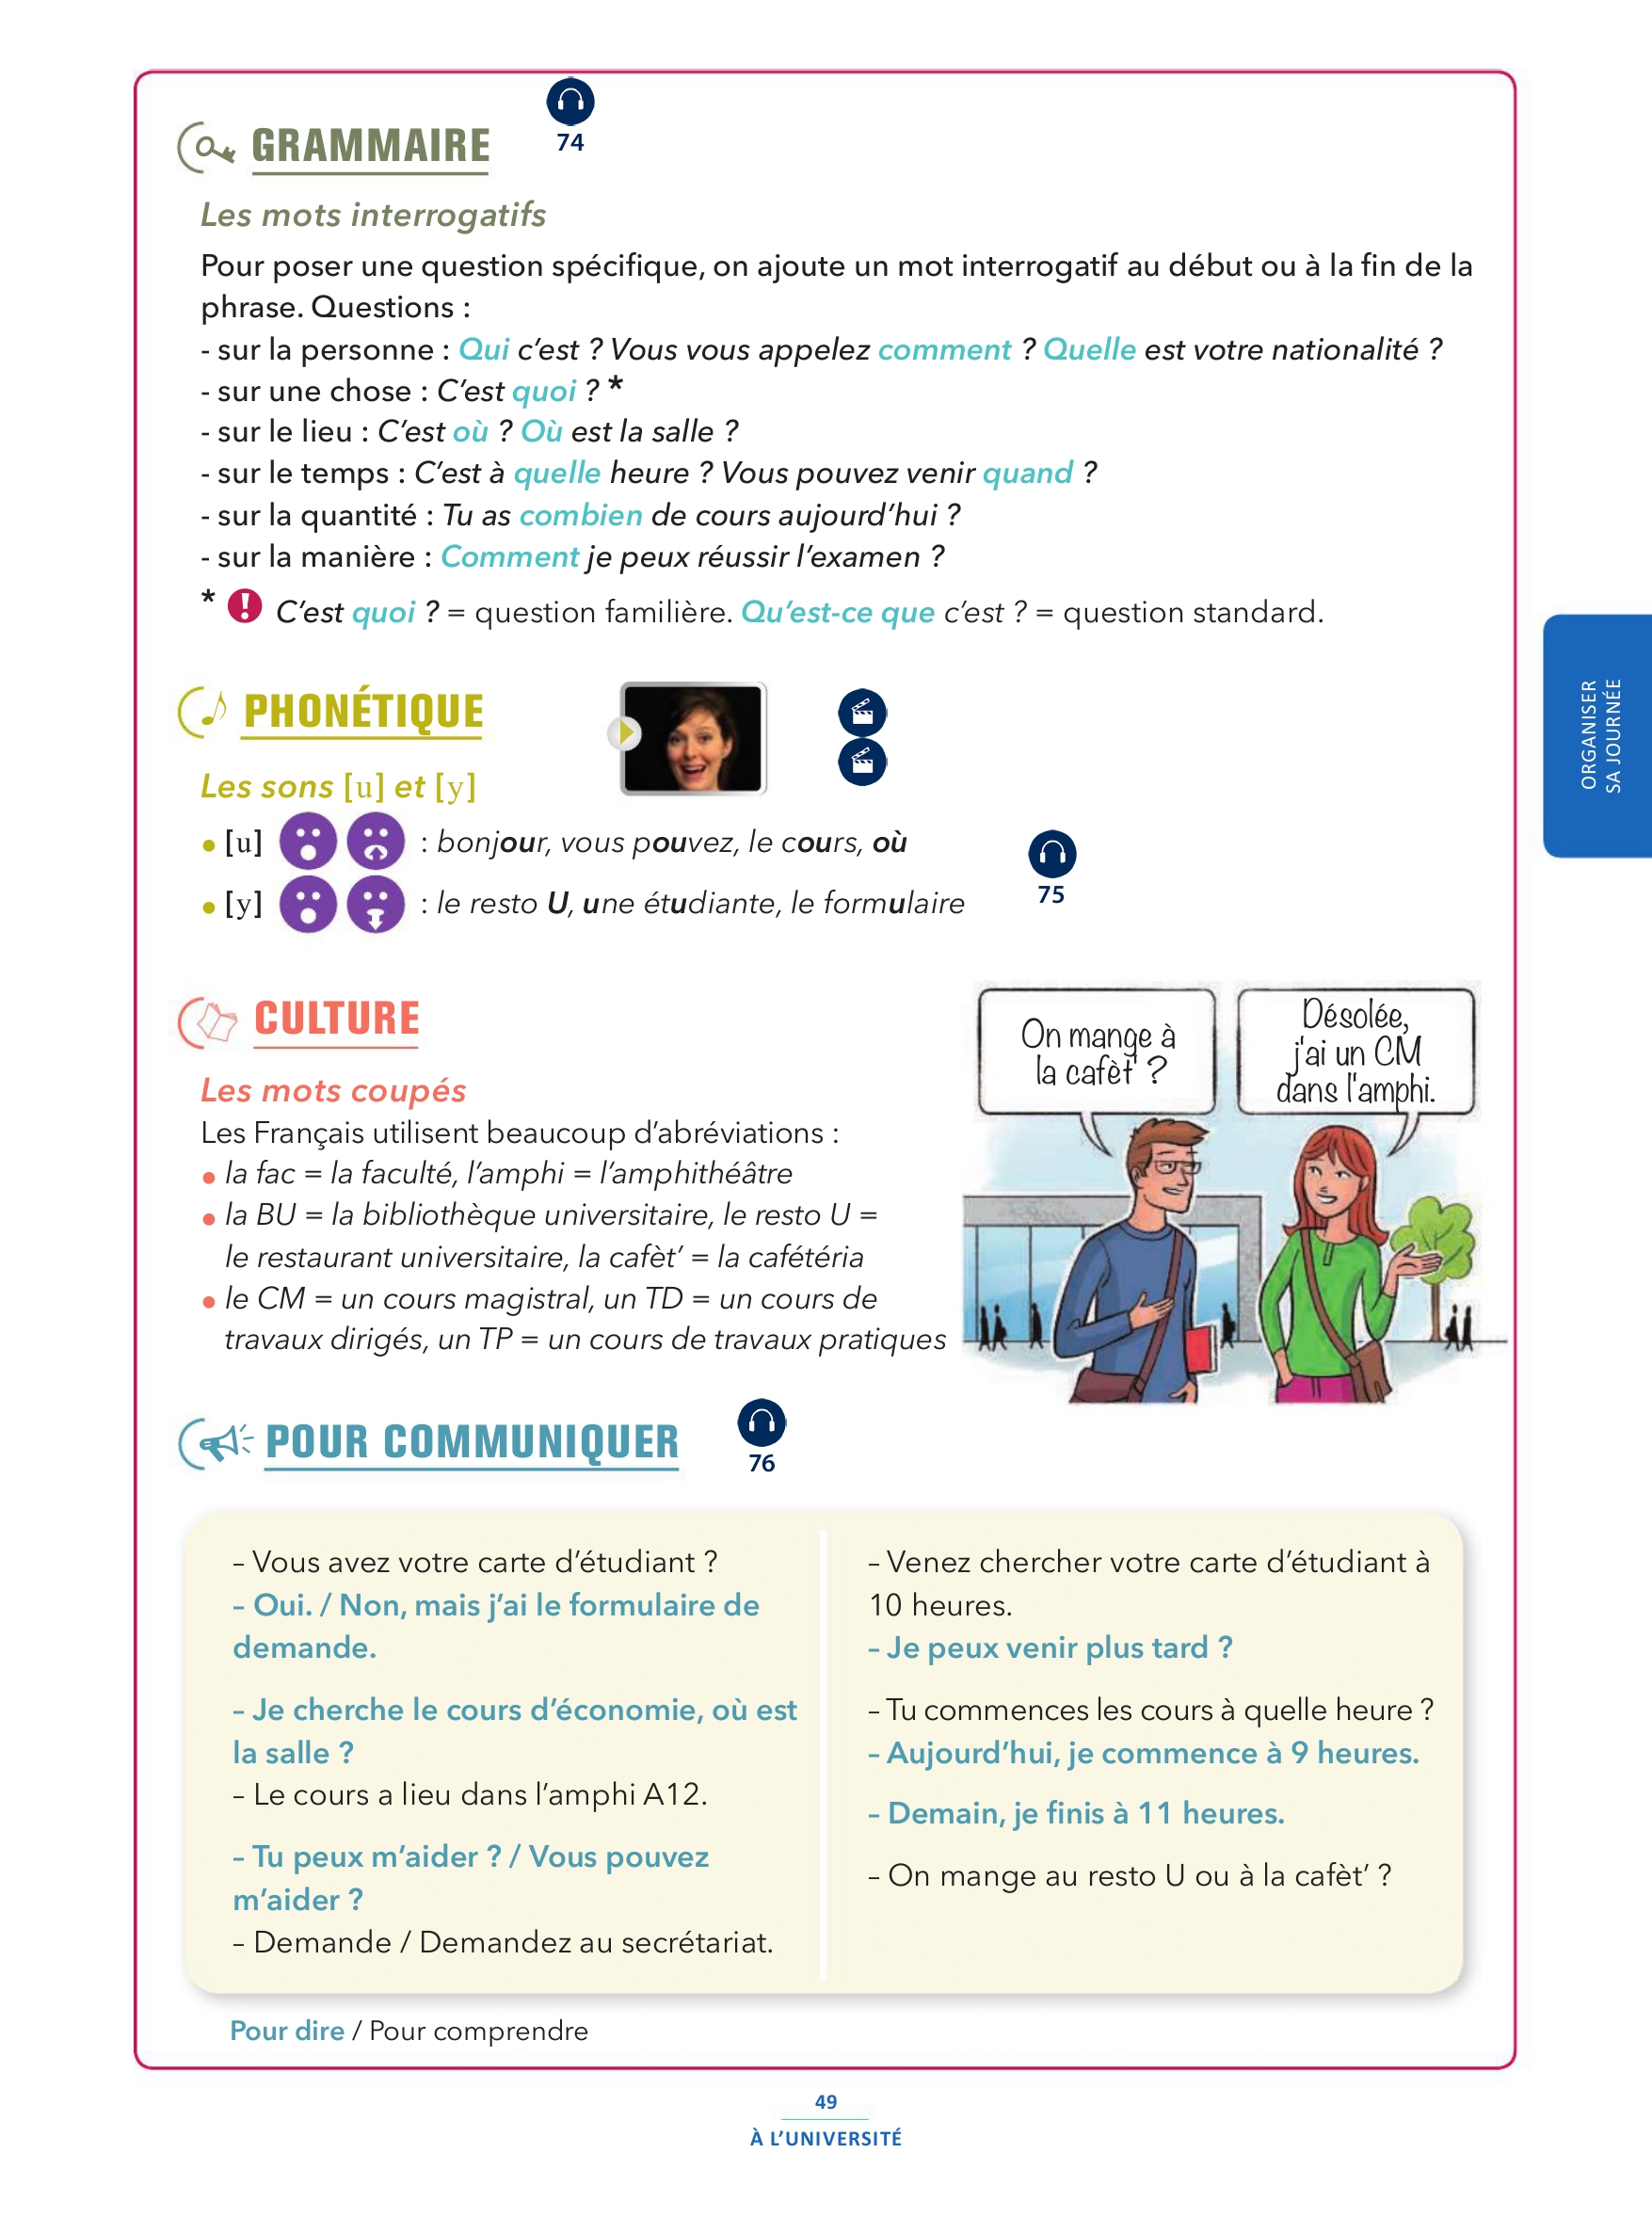 GRAMMAIRE
74
Les mots interrogatifs
Pour poser une question spécifique, on ajoute un mot interrogatif au début ou à la fin de la
phrase. Questions :
- sur la personne : Qui c’est ? Vous vous appelez comment ? Quelle est votre nationalité ?
- sur une chose : C’est quoi ? *
- sur le lieu : C’est où ? Où est la salle ?
- sur le temps : C’est à quelle heure ? Vous pouvez venir quand ?
- sur la quantité : Tu as combien de cours aujourd’hui ?
- sur la manière : Comment je peux réussir l’examen ?
* ! C’est quoi ? = question familière. Qu’est-ce que c’est ? = question standard.
ORGANISER
SA JOURNÉE
PHONÉTIQUE
Les sons [u] et [y]
• [u] : bonjour, vous pouvez, le cours, où
• [y] : le resto U, une étudiante, le formulaire
75
CULTURE
Les mots coupés
Les Français utilisent beaucoup d’abréviations :
• la fac = la faculté, l’amphi = l’amphithéâtre
• la BU = la bibliothèque universitaire, le resto U =
le restaurant universitaire, la cafèt’ = la cafétéria
• le CM = un cours magistral, un TD = un cours de
travaux dirigés, un TP = un cours de travaux pratiques
On mange à
la cafèt' ?
Désolée,
j'ai un CM
dans l'amphi.
POUR COMMUNIQUER
76
– Vous avez votre carte d’étudiant ?
– Oui. / Non, mais j’ai le formulaire de
demande.
– Je cherche le cours d’économie, où est
la salle ?
– Le cours a lieu dans l’amphi A12.
– Tu peux m’aider ? / Vous pouvez
m’aider ?
– Demande / Demandez au secrétariat.
– Venez chercher votre carte d’étudiant à
10 heures.
– Je peux venir plus tard ?
– Tu commences les cours à quelle heure ?
– Aujourd’hui, je commence à 9 heures.
– Demain, je finis à 11 heures.
– On mange au resto U ou à la cafèt’ ?
Pour dire / Pour comprendre
49
À L’UNIVERSITÉ